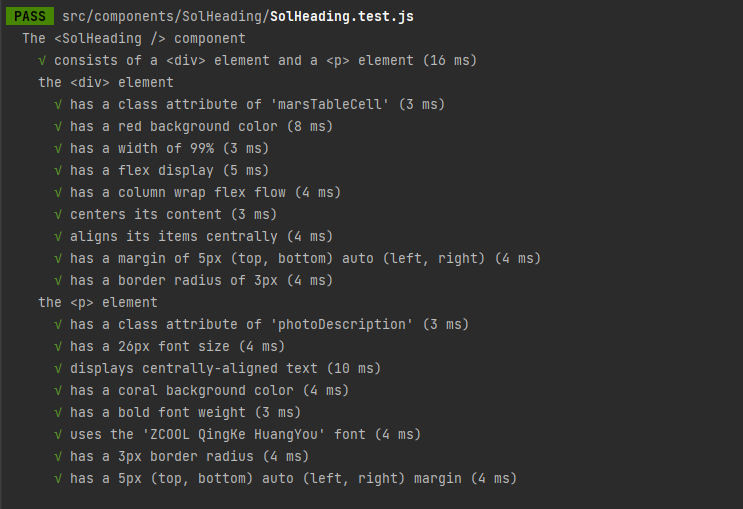 PASS src/components/SolHeading/SolHeading.test.js
The <SolHeading /> component
√ consists of a <div> element and a <p> element (16 ms)
the <div> element
√ has a class attribute of 'marsTableCell' (3 ms)
√ has a red background color (8 ms)
√ has a width of 99% (3 ms)
√ has a flex display (5 ms)
√ has a column wrap flex flow (4 ms)
√ centers its content (3 ms)
√ aligns its items centrally (4 ms)
√ has a margin of 5px (top, bottom) auto (left, right) (4 ms)
√ has a border radius of 3px (4 ms)
the <p> element
√ has a class attribute of 'photoDescription' (3 ms)
√ has a 26px font size (4 ms)
√ displays centrally-aligned text (10 ms)
√ has a coral background color (4 ms)
√ has a bold font weight (3 ms)
√ uses the 'ZCOOL QingKe HuangYou' font (4 ms)
√ has a 3px border radius (4 ms)
√ has a 5px (top, bottom) auto (left, right) margin (4 ms)